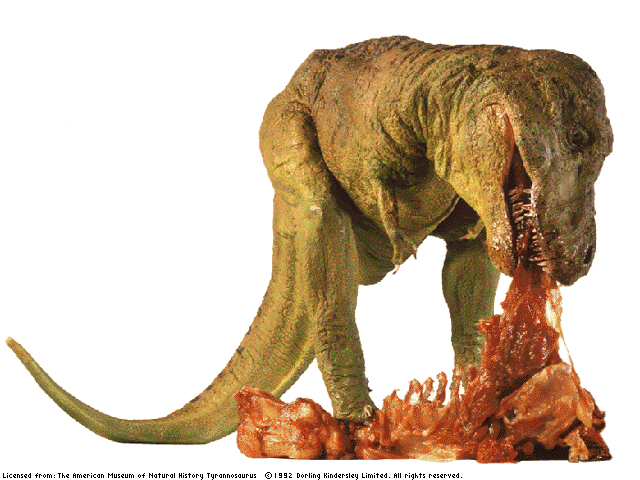 Licensed from: The American Museum of Natural History Tyrannosaurus ©1992 Dorling Kindersley Limited. All rights reserved.